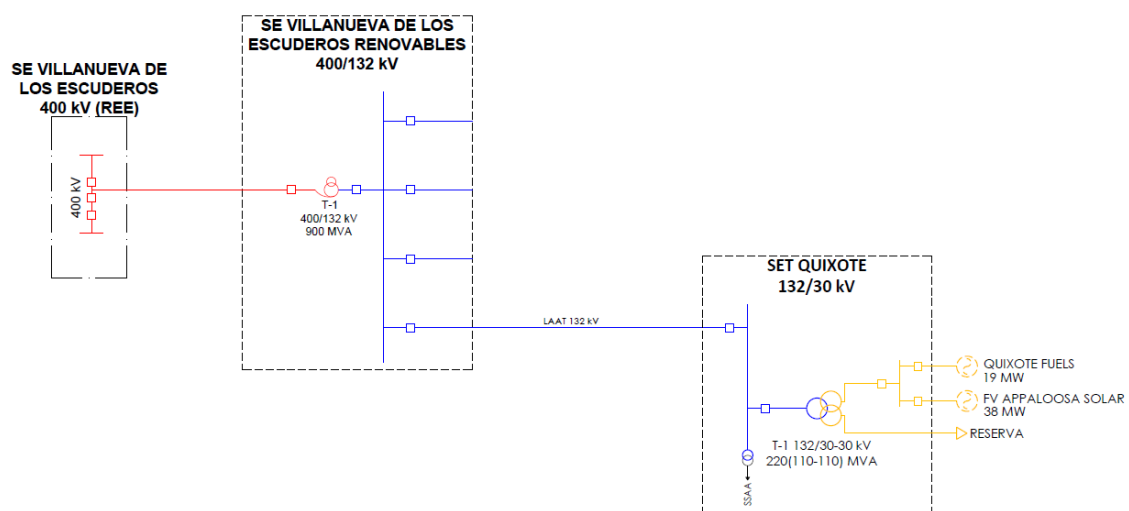 SE VILLANUEVA DE LOS
ESCUDEROS RENOVABLES
400/132 kV
SE VILLANUEVA DE
LOS ESCUDEROS
400 kV (REE)
400 kV
T-1
400/132 kV
900 MVA
LAAT 132 kV
SET QUIXOTE
132/30 kV
QUIXOTE FUELS
19 MW
FV APPALOOSA SOLAR
38 MW
RESERVA
T-1 132/30-30 kV
220(110-110) MVA
SSAA